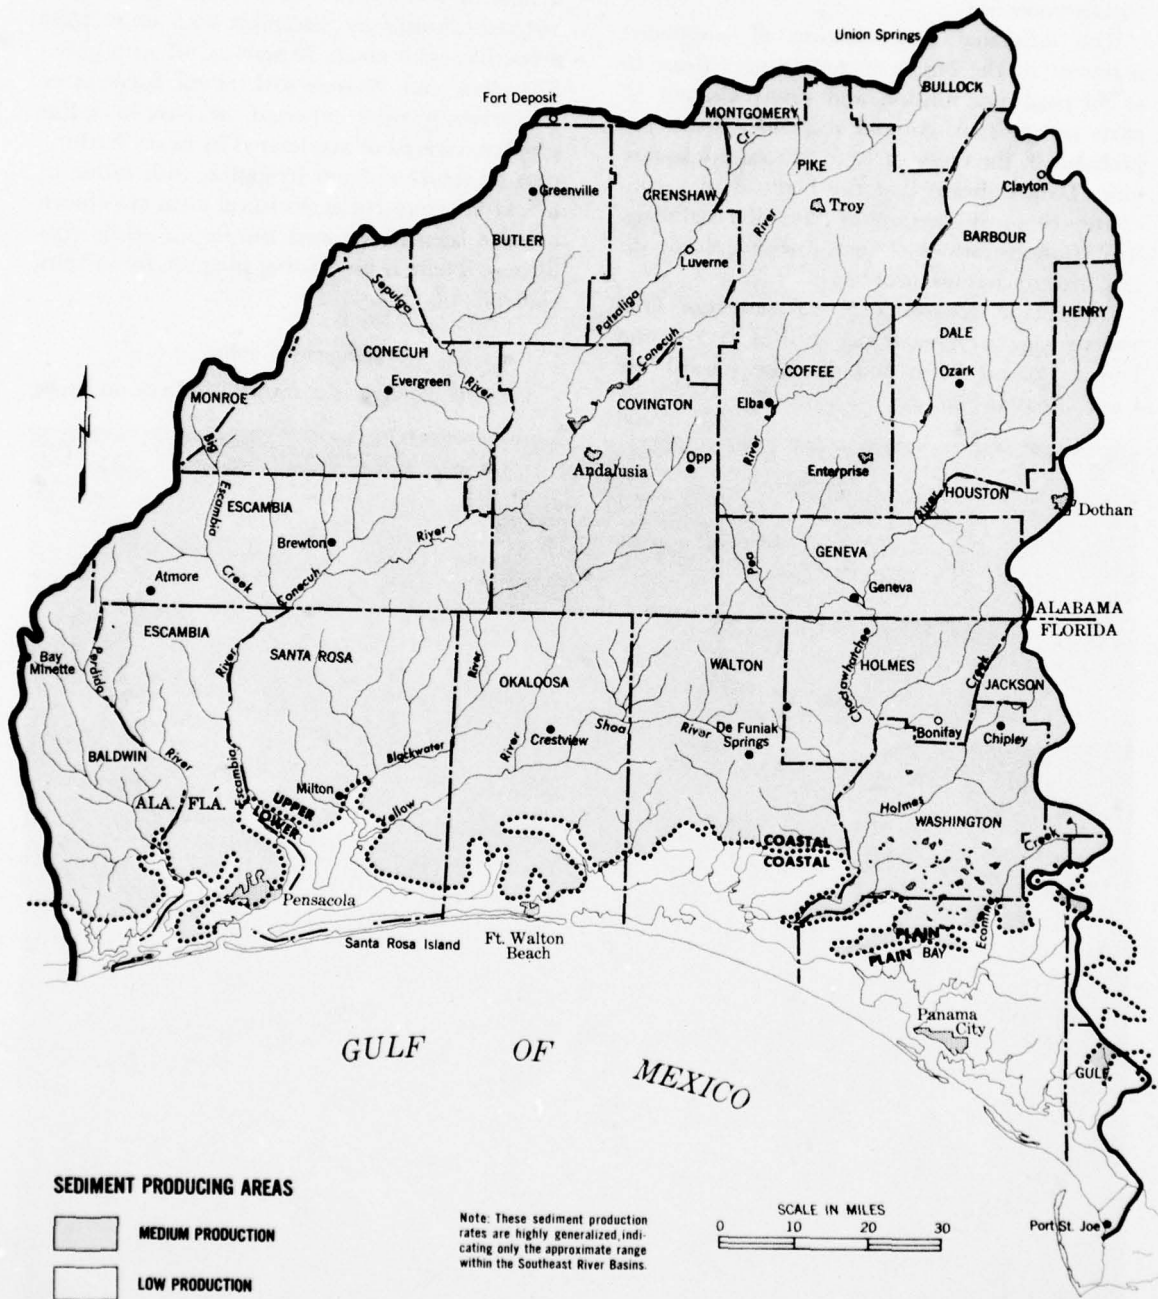 Union Springs
BULLOCK
Fort Deposit
MONTGOMERY
Cr.
PIKE
Clayton
Greenville
CRENSHAW
Troy
River
BUTLER
BARBOUR
Luverne
Sepulga
Patsaliga
HENRY
CONECUH
Conecuh
DALE
Evergreen
River
COFFEE
Ozark
MONROE
COVINGTON
Elba
Big
River
Opp
Andalusia
Enterprise
Escambia
ESCAMBIA
HOUSTON
River
Dothan
Brewton
River
GENEVA
Pea
Atmore
Creek
Conecuh
Geneva
ALABAMA
FLORIDA
ESCAMBIA
Bay
Minette
Perdido
River
SANTA ROSA
River
WALTON
HOLMES
Choctawhatchee
Creek
JACKSON
OKALOOSA
Shoal
River
De Funiak
Springs
Bonifay
Chipley
Crestview
River
Blackwater
BALDWIN
River
Escambia
Milton
Yellow
ALA. FLA.
UPPER
LOWER
Holmes
WASHINGTON
Creek
COASTAL
COASTAL
Pensacola
Santa Rosa Island
Ft. Walton
Beach
Econfina
PLAIN
PLAIN
BAY
Panama
City
GULF
GULF OF MEXICO
Port St. Joe
SEDIMENT PRODUCING AREAS
MEDIUM PRODUCTION
LOW PRODUCTION
Note: These sediment production
rates are highly generalized, indi-
cating only the approximate range
within the Southeast River Basins.
SCALE IN MILES
0 10 20 30